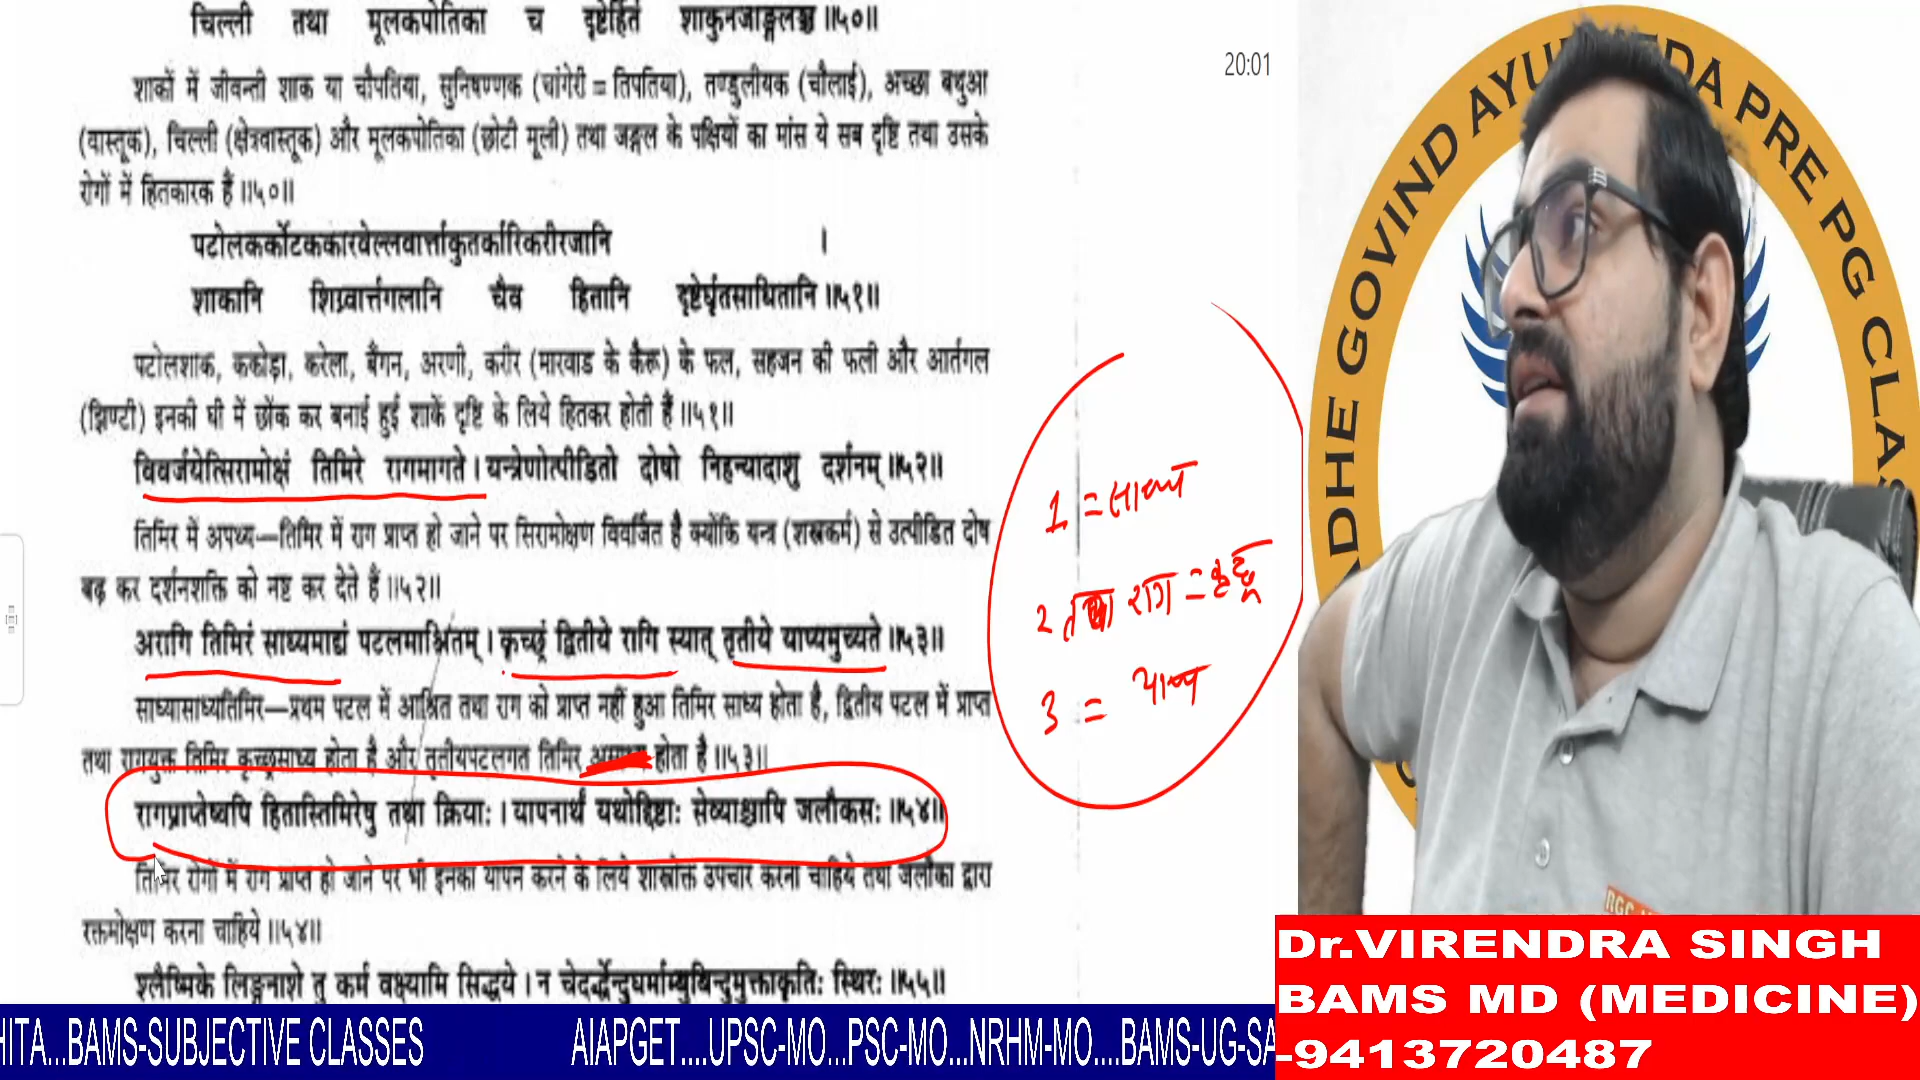 चिल्ली तथा मूलकपोतिका च दृष्टेर्हितं शाकुनजाङ्गलञ्च ॥५०॥
शाकों में जीवन्ती शाक या चौपतिया, सुनिषण्णक (चांगेरी = तिपतिया), तण्डुलीयक (चौलाई), अच्छा बथुआ
(वास्तूक), चिल्ली (क्षेत्रवास्तूक) और मूलकपोतिका (छोटी मूली) तथा जङ्गल के पक्षियों का मांस ये सब दृष्टि तथा उसके
रोगों में हितकारक हैं ॥५०॥
पटोलकर्कोटककारवेल्लवार्त्ताकुतर्कारिकरीरजानि ।
शाकानि शिग्र्वार्त्तगलानि चैव हितानि दृष्टेर्घृतसाधितानि ॥५१॥
पटोलशाक, ककोड़ा, करेला, बैंगन, अरणी, करीर (मारवाड के कैरू) के फल, सहजन की फली और आर्तगल
(झिण्टी) इनकी घी में छोंक कर बनाई हुई शाकें दृष्टि के लिये हितकर होती हैं ॥५१॥
विवर्जयेत्सिरामोक्षं तिमिरे रागमागते । यन्त्रेणोत्पीडितो दोषो निहन्यादाशु दर्शनम् ॥५२॥
तिमिर में अपथ्य—तिमिर में राग प्राप्त हो जाने पर सिरामोक्षण विवर्जित है क्योंकि यन्त्र (शस्त्रकर्म) से उत्पीडित दोष
बढ़ कर दर्शनशक्ति को नष्ट कर देते हैं ॥५२॥
अरागि तिमिरं साध्यमाद्यं पटलमाश्रितम् । कृच्छ्रं द्वितीये रागि स्यात् तृतीये याप्यमुच्यते ॥५३॥
साध्यासाध्यतिमिर—प्रथम पटल में आश्रित तथा राग को प्राप्त नहीं हुआ तिमिर साध्य होता है, द्वितीय पटल में प्राप्त
तथा रागयुक्त तिमिर कृच्छ्रसाध्य होता है और तृतीयपटलगत तिमिर होता है ॥५३॥
रागप्राप्तेष्वपि हितास्तिमिरेषु तथा क्रियाः । यापनार्थं यथोद्दिष्टाः सेव्याश्चापि जलौकसः ॥५४॥
तिमिर रोगों में राग प्राप्त हो जाने पर भी इनका यापन करने के लिये शास्त्रोक्त उपचार करना चाहिये तथा जलौका द्वारा
रक्तमोक्षण करना चाहिये ॥५४॥
श्लैष्मिके लिङ्गनाशे तु कर्म वक्ष्यामि सिद्धये । न चेदर्द्धेन्दुघर्माम्बुबिन्दुमुक्ताकृतिः स्थिरः ॥५५॥
20:01
1 = साध्य
2 राग =
3 = याप्य
DHE GOVIND AYU DA PRE PG CLAS
RGC
Dr.VIRENDRA SINGH
BAMS MD (MEDICINE)
-9413720487
HITA...BAMS-SUBJECTIVE CLASSES AIAPGET....UPSC-MO...PSC-MO...NRHM-MO....BAMS-UG-SA